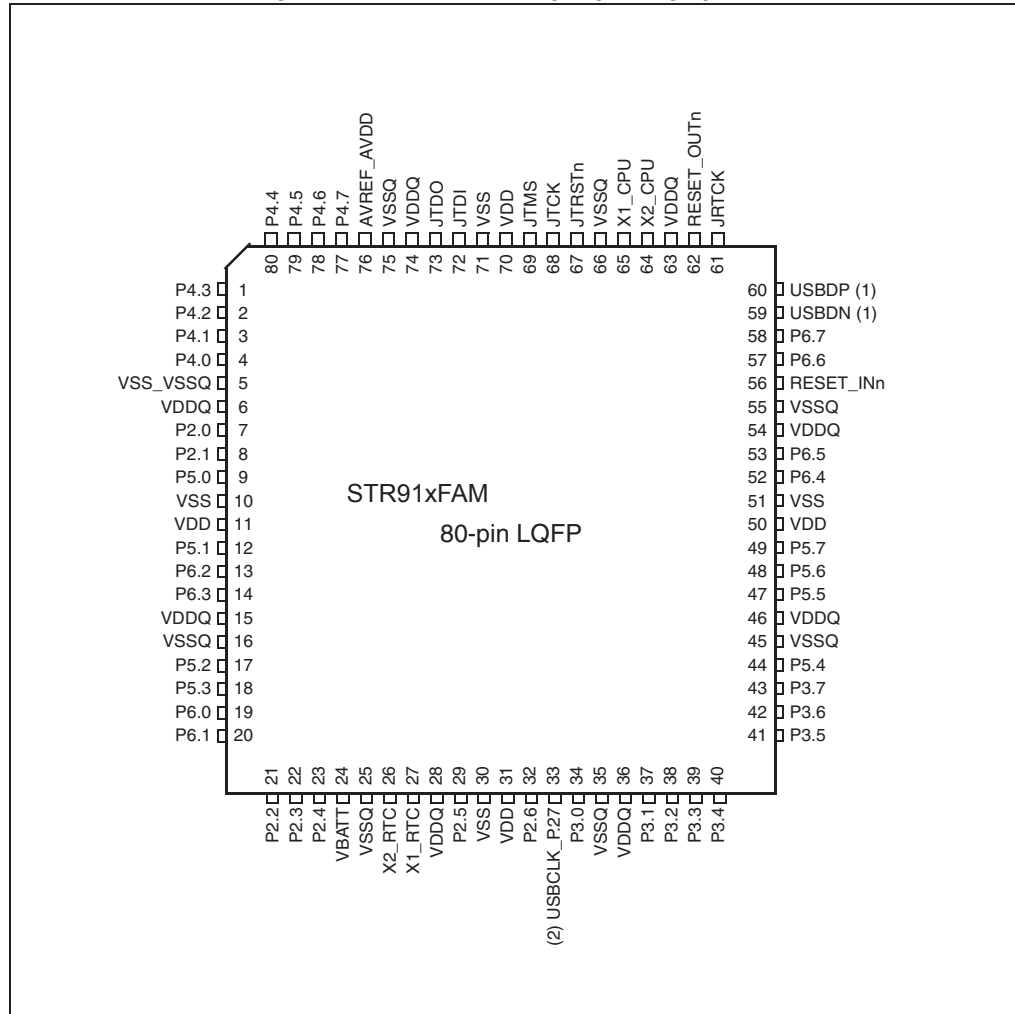 P4.4
P4.5
P4.6
P4.7
AVREF_AVDD
VSSQ
VDDQ
JTDO
JTDI
VSS
VDD
JTMS
JTCK
JTRSTn
VSSQ
X1_CPU
X2_CPU
VDDQ
RESET_OUTn
JRTCK
80
79
78
77
76
75
74
73
72
71
70
69
68
67
66
65
64
63
62
61
P4.3 1
P4.2 2
P4.1 3
P4.0 4
VSS_VSSQ 5
VDDQ 6
P2.0 7
P2.1 8
P5.0 9
VSS 10
VDD 11
P5.1 12
P6.2 13
P6.3 14
VDDQ 15
VSSQ 16
P5.2 17
P5.3 18
P6.0 19
P6.1 20
STR91xFAM
80-pin LQFP
60 USBDP (1)
59 USBDN (1)
58 P6.7
57 P6.6
56 RESET_INn
55 VSSQ
54 VDDQ
53 P6.5
52 P6.4
51 VSS
50 VDD
49 P5.7
48 P5.6
47 P5.5
46 VDDQ
45 VSSQ
44 P5.4
43 P3.7
42 P3.6
41 P3.5
21
22
23
24
25
26
27
28
29
30
31
32
33
34
35
36
37
38
39
40
P2.2
P2.3
P2.4
VBATT
VSSQ
X2_RTC
X1_RTC
VDDQ
P2.5
VSS
VDD
P2.6
(2) USBCLK_P2.7
P3.0
VSSQ
VDDQ
P3.1
P3.2
P3.3
P3.4